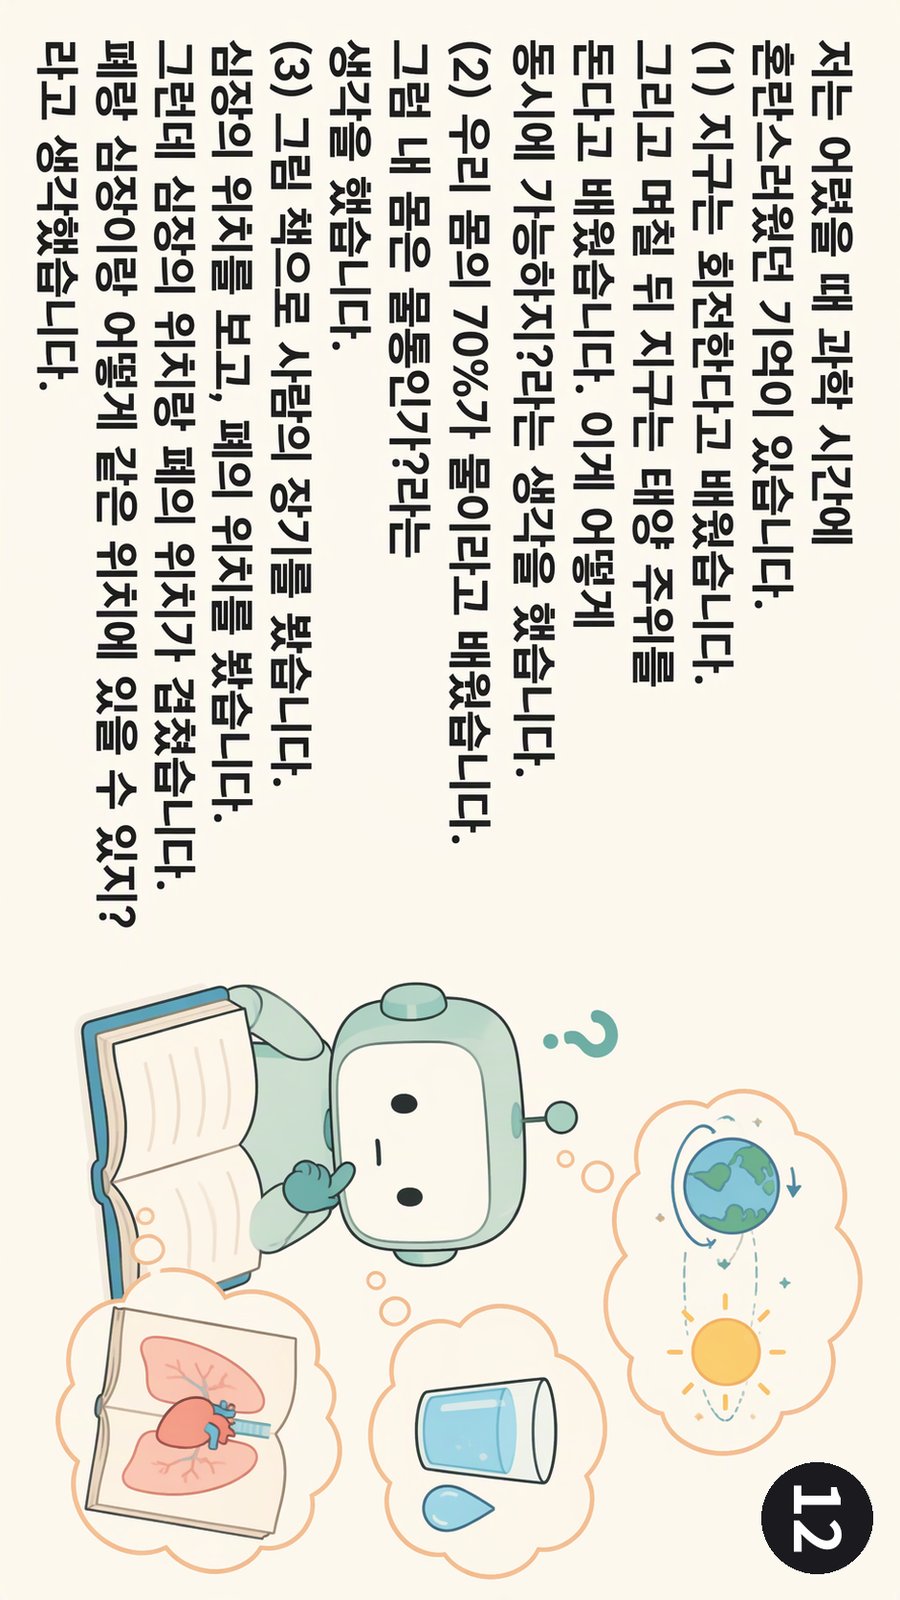 저는 어렸을 때 과학 시간에
혼란스러웠던 기억이 있습니다.
(1) 지구는 회전한다고 배웠습니다.
그리고 며칠 뒤 지구는 태양 주위를
돈다고 배웠습니다. 이게 어떻게
동시에 가능하지?라는 생각을 했습니다.
(2) 우리 몸의 70%가 물이라고 배웠습니다.
그럼 내 몸은 물통인가?라는
생각을 했습니다.
(3) 그림 책으로 사람의 장기를 봤습니다.
심장의 위치를 보고, 폐의 위치를 봤습니다.
그런데 심장의 위치랑 폐의 위치가 겹쳤습니다.
폐랑 심장이랑 어떻게 같은 위치에 있을 수 있지?
라고 생각했습니다.
?
12